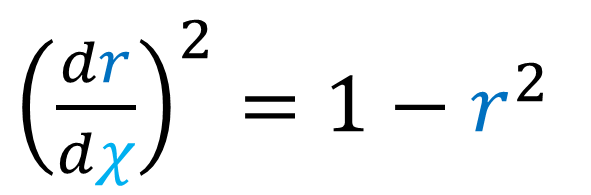 (dr/dχ)² = 1 − r²